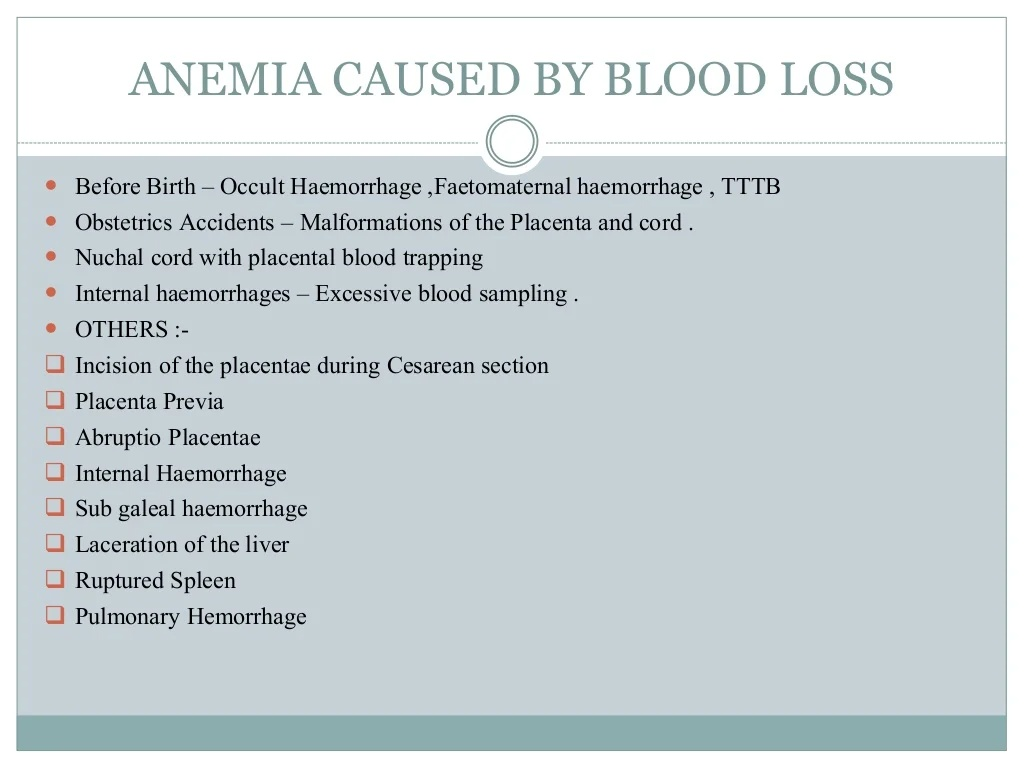 ANEMIA CAUSED BY BLOOD LOSS
Before Birth – Occult Haemorrhage ,Faetomaternal haemorrhage , TTTB
Obstetrics Accidents – Malformations of the Placenta and cord .
Nuchal cord with placental blood trapping
Internal haemorrhages – Excessive blood sampling .
OTHERS :-
Incision of the placentae during Cesarean section
Placenta Previa
Abruptio Placentae
Internal Haemorrhage
Sub galeal haemorrhage
Laceration of the liver
Ruptured Spleen
Pulmonary Hemorrhage